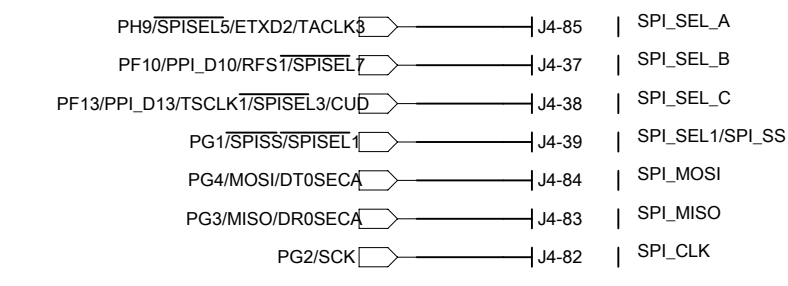 PH9/SPISEL5/ETXD2/TACLK3 J4-85 | SPI_SEL_A
PF10/PPI_D10/RFS1/SPISEL7 J4-37 | SPI_SEL_B
PF13/PPI_D13/TSCLK1/SPISEL3/CUD J4-38 | SPI_SEL_C
PG1/SPISS/SPISEL1 J4-39 | SPI_SEL1/SPI_SS
PG4/MOSI/DT0SECA J4-84 | SPI_MOSI
PG3/MISO/DR0SECA J4-83 | SPI_MISO
PG2/SCK J4-82 | SPI_CLK